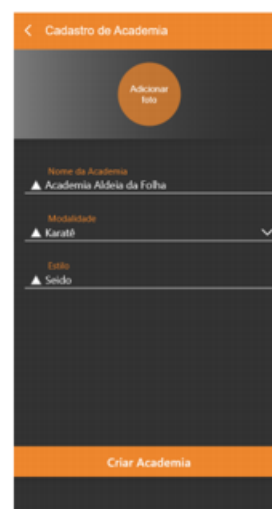 Cadastro de Academia
Adicionar
foto
Nome da Academia
Academia Aldeia da Folha
Modalidade
Karatê
Estilo
Seido
Criar Academia